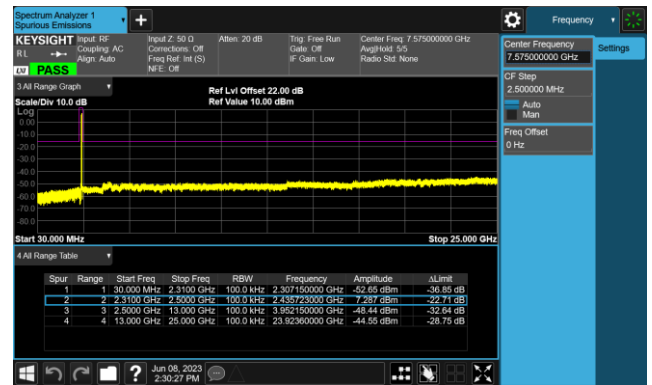 Spectrum Analyzer 1
Spurious Emissions
Frequency
KEYSIGHT Input: RF Input Z: 50 Ω Atten: 20 dB Trig: Free Run Center Freq: 7.575000000 GHz
RL Coupling: AC Corrections: Off Gate: Off Avg|Hold: 5/5
Align: Auto Freq Ref: Int (S) IF Gain: Low Radio Std: None
LXI PASS NFE: Off
3 All Range Graph
Ref Lvl Offset 22.00 dB
Scale/Div 10.0 dB Ref Value 10.00 dBm
Log
0.00
-10.0
-20.0
-30.0
-40.0
-50.0
-60.0
-70.0
-80.0
Start 30.000 MHz Stop 25.000 GHz
4 All Range Table
Spur Range Start Freq Stop Freq RBW Frequency Amplitude ΔLimit
1 1 30.000 MHz 2.3100 GHz 100.0 kHz 2.307150000 GHz -52.65 dBm -36.85 dB
2 2 2.3100 GHz 2.5000 GHz 100.0 kHz 2.435723000 GHz 7.287 dBm -22.71 dB
3 3 2.5000 GHz 13.000 GHz 100.0 kHz 3.952150000 GHz -48.44 dBm -32.64 dB
4 4 13.000 GHz 25.000 GHz 100.0 kHz 23.92360000 GHz -44.55 dBm -28.75 dB
Jun 08, 2023
2:30:27 PM
Center Frequency
7.575000000 GHz
Settings
CF Step
2.500000 MHz
Auto
Man
Freq Offset
0 Hz